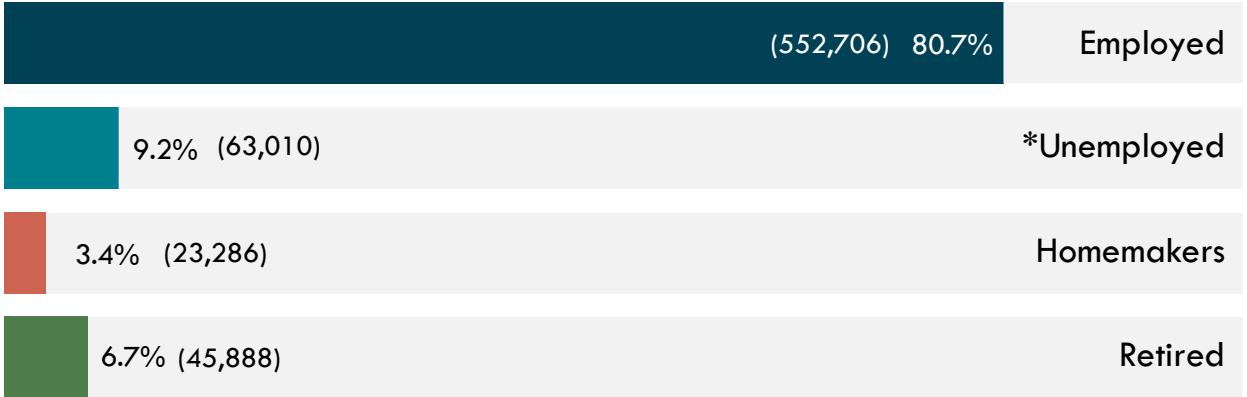 (552,706) 80.7% Employed
9.2% (63,010) *Unemployed
3.4% (23,286) Homemakers
6.7% (45,888) Retired